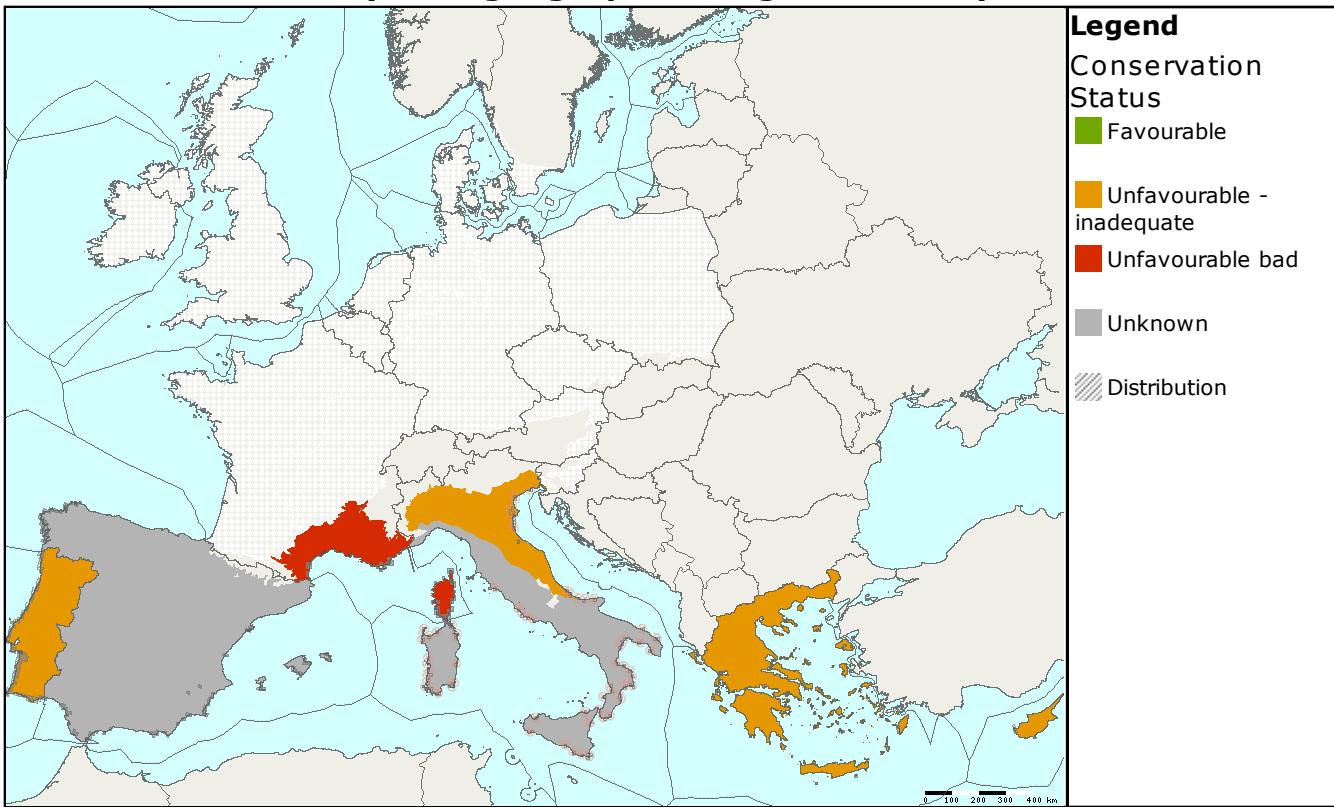 Legend
Conservation
Status
Favourable
Unfavourable -
inadequate
Unfavourable bad
Unknown
Distribution
0 100 200 300 400 km